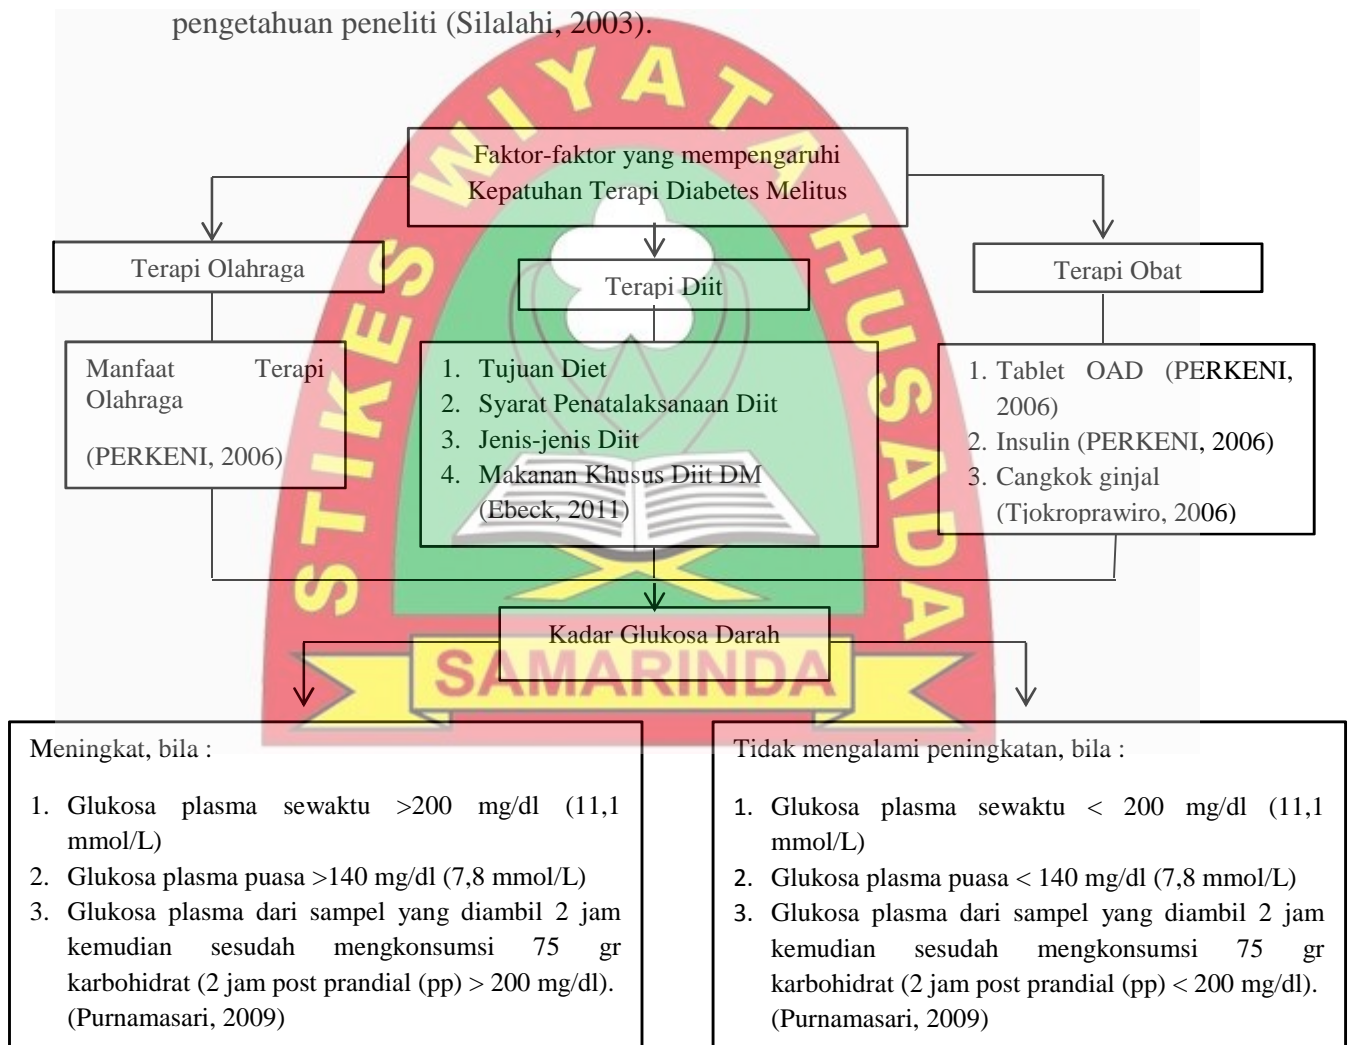 pengetahuan peneliti (Silalahi, 2003).
STIKES WIYATA HUSADA
SAMARINDA
Faktor-faktor yang mempengaruhi
Kepatuhan Terapi Diabetes Melitus
Terapi Olahraga
Terapi Diit
Terapi Obat
Manfaat Terapi
Olahraga
(PERKENI, 2006)
1. Tujuan Diet
2. Syarat Penatalaksanaan Diit
3. Jenis-jenis Diit
4. Makanan Khusus Diit DM
(Ebeck, 2011)
1. Tablet OAD (PERKENI,
2006)
2. Insulin (PERKENI, 2006)
3. Cangkok ginjal
(Tjokroprawiro, 2006)
Kadar Glukosa Darah
Meningkat, bila :
1. Glukosa plasma sewaktu >200 mg/dl (11,1
mmol/L)
2. Glukosa plasma puasa >140 mg/dl (7,8 mmol/L)
3. Glukosa plasma dari sampel yang diambil 2 jam
kemudian sesudah mengkonsumsi 75 gr
karbohidrat (2 jam post prandial (pp) > 200 mg/dl).
(Purnamasari, 2009)
Tidak mengalami peningkatan, bila :
1. Glukosa plasma sewaktu < 200 mg/dl (11,1
mmol/L)
2. Glukosa plasma puasa < 140 mg/dl (7,8 mmol/L)
3. Glukosa plasma dari sampel yang diambil 2 jam
kemudian sesudah mengkonsumsi 75 gr
karbohidrat (2 jam post prandial (pp) < 200 mg/dl).
(Purnamasari, 2009)